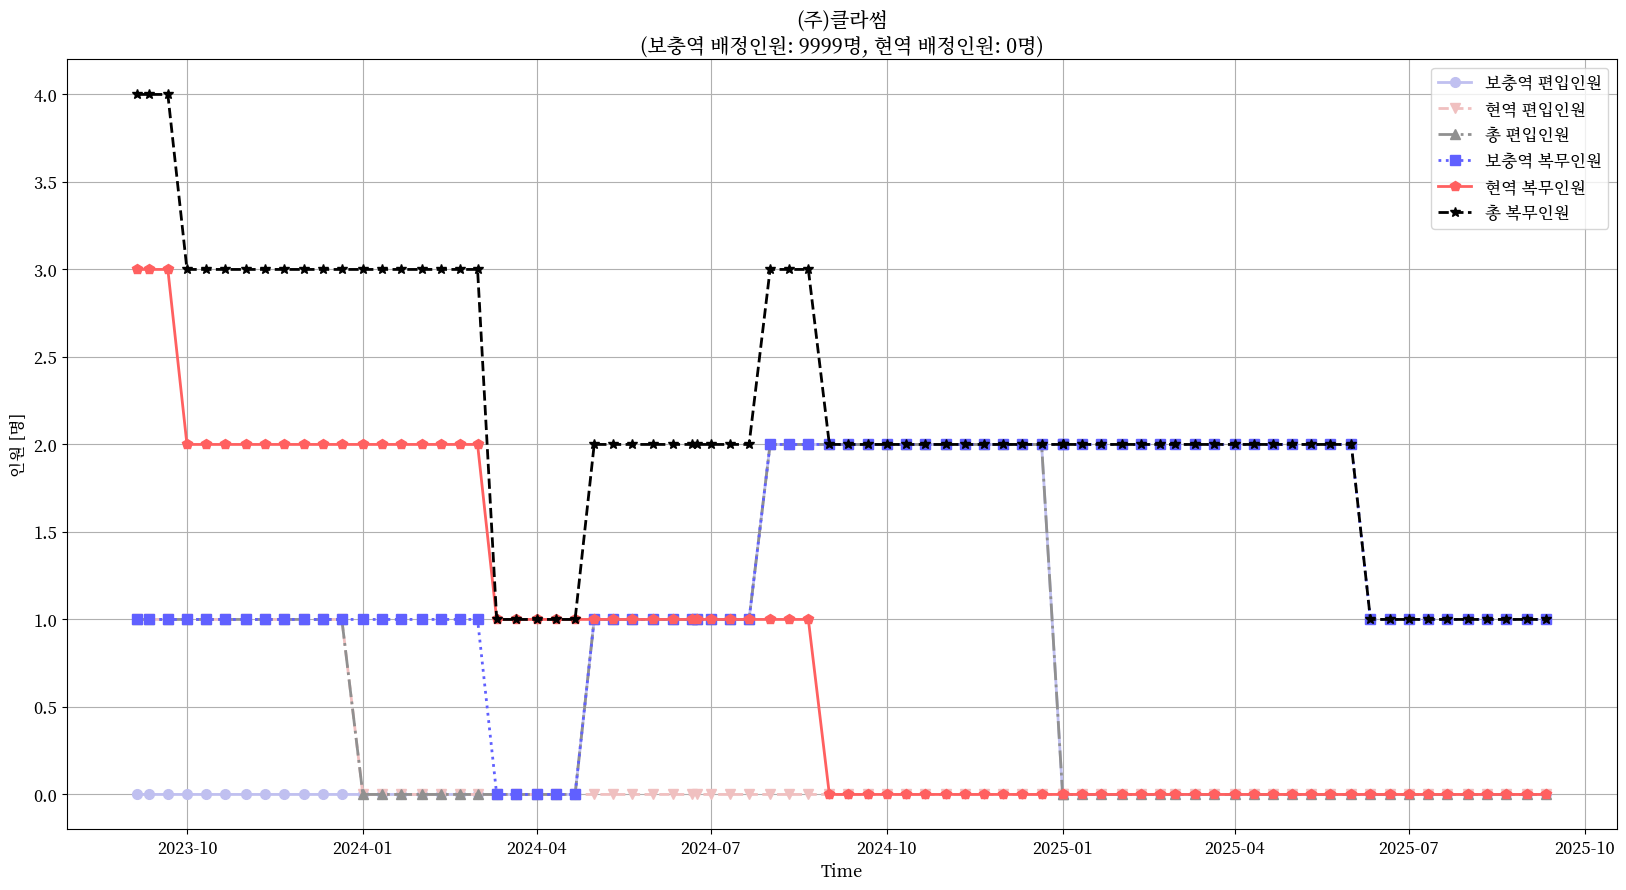 (주)클라썸
(보충역 배정인원: 9999명, 현역 배정인원: 0명)
보충역 편입인원
현역 편입인원
총 편입인원
보충역 복무인원
현역 복무인원
총 복무인원
인원 [명]
4.0
3.5
3.0
2.5
2.0
1.5
1.0
0.5
0.0
2023-10
2024-01
2024-04
2024-07
2024-10
2025-01
2025-04
2025-07
2025-10
Time